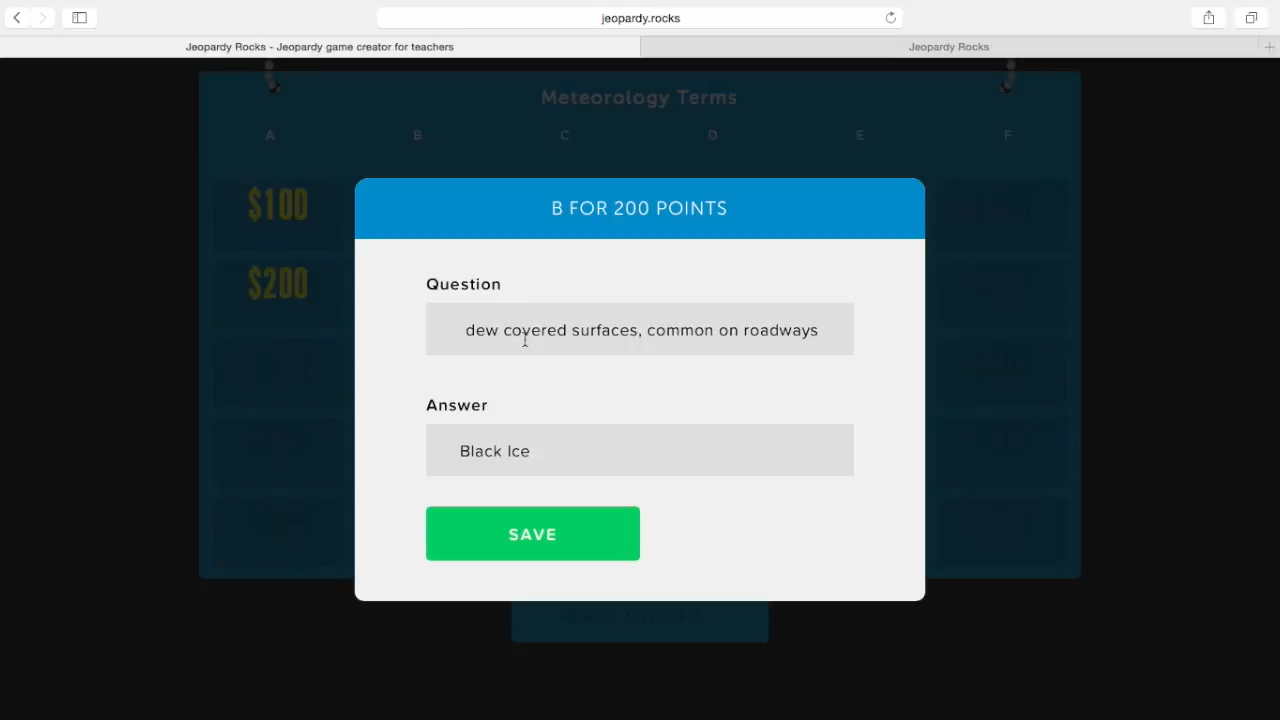 jeopardy.rocks
Jeopardy Rocks - Jeopardy game creator for teachers
Jeopardy Rocks
Meteorology Terms
A B C D E F
$100
$200
B FOR 200 POINTS
Question
dew covered surfaces, common on roadways
Answer
Black Ice
SAVE